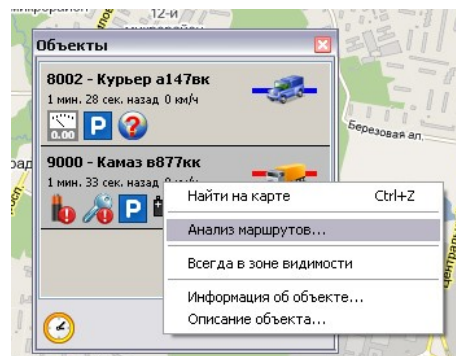 12-й
Объекты
8002 - Курьер а147вк
1 мин. 28 сек. назад 0 км/ч
0.00
P
?
Березовая ал.
9000 - Камаз в877кк
1 мин. 33 сек. назад 0 км/ч
P
Найти на карте Ctrl+Z
Анализ маршрутов...
Всегда в зоне видимости
Информация об объекте...
Описание объекта...